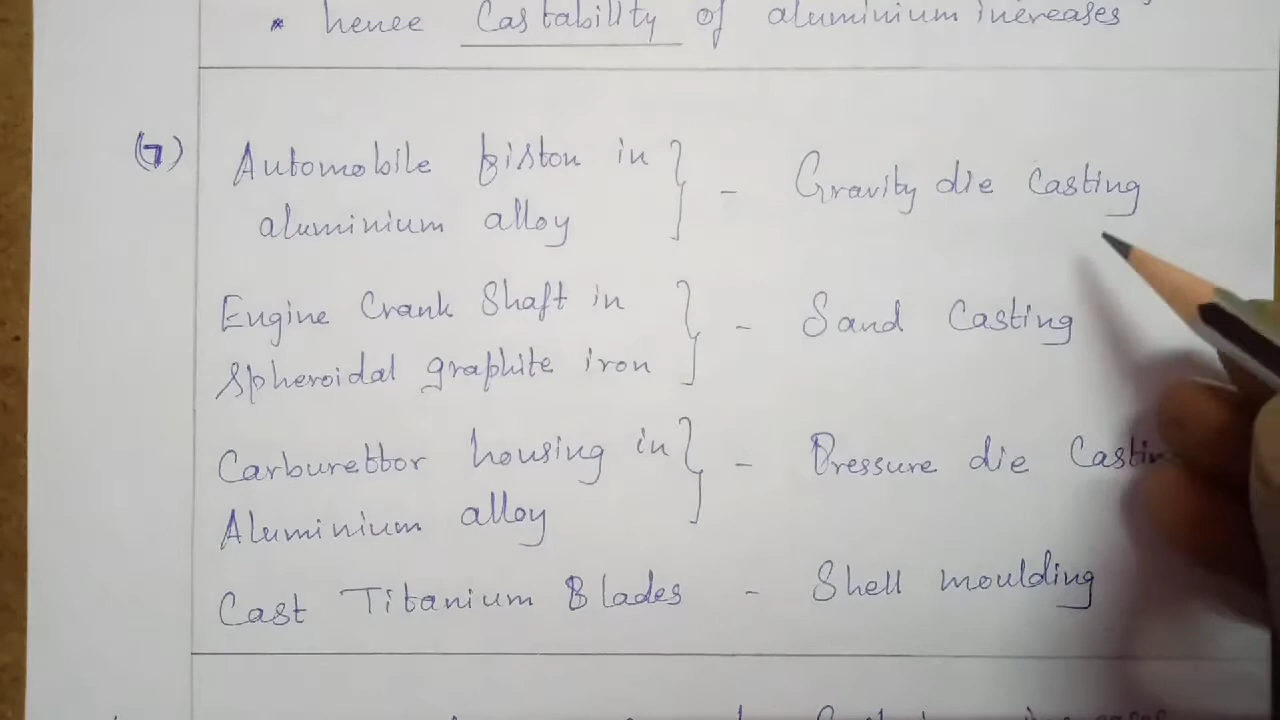 * hence Castability of aluminium increases
(7) Automobile piston in } - Gravity die casting
aluminium alloy
Engine Crank Shaft in } - Sand Casting
Spheroidal graphite iron
Carburettor housing in } - Pressure die Castin
Aluminium alloy
Cast Titanium Blades - Shell moulding